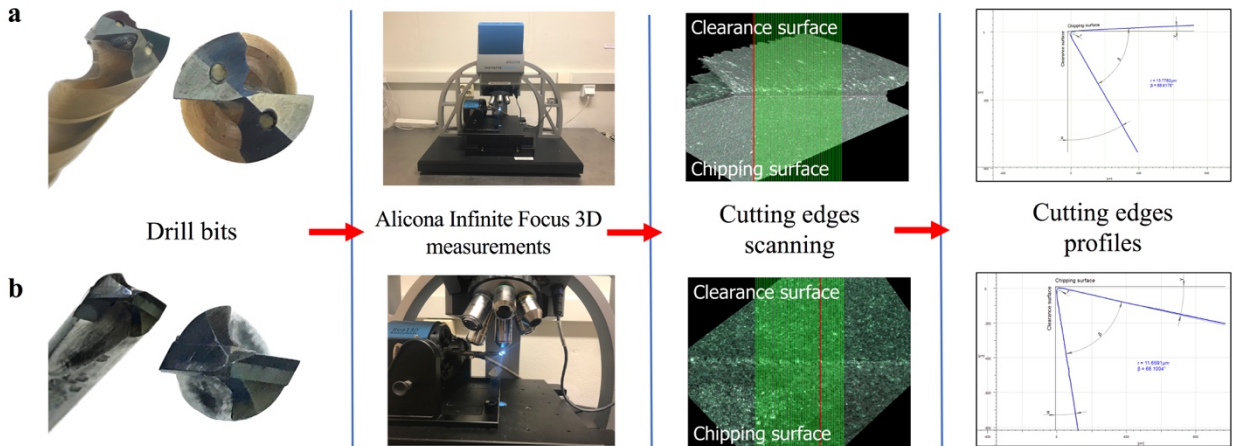 a
Clearance surface
Chipping surface
Chipping surface
Clearance surface
Drill bits
Alicona Infinite Focus 3D
measurements
Cutting edges
scanning
Cutting edges
profiles
b
Clearance surface
Chipping surface
Chipping surface
Clearance surface